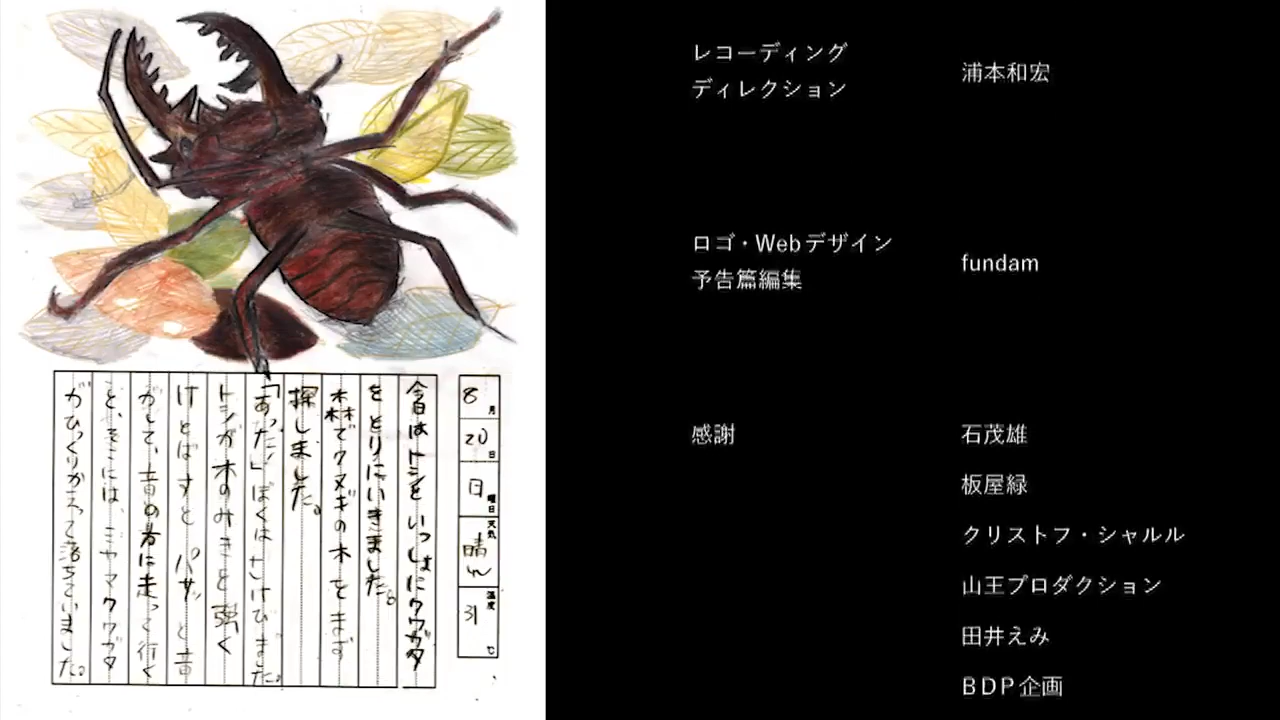 8月
20日
日曜日
天気 晴れ
温度 31℃
今日はトシといっしょにクワガタ
をとりにいきました。
森でクヌギの木をまず
探しました。
「あった!」ぼくはさけびました。
トシが木のみきを強く
けとばすと パサッ と音
がして、音の方に走って行く
と、そこには、ミヤマクワガタ
がひっくりかえって落ちていました。
レコーディング
ディレクション
浦本和宏
ロゴ・Webデザイン
予告篇編集
fundam
感謝
石茂雄
板屋緑
クリストフ・シャルル
山王プロダクション
田井えみ
BDP企画